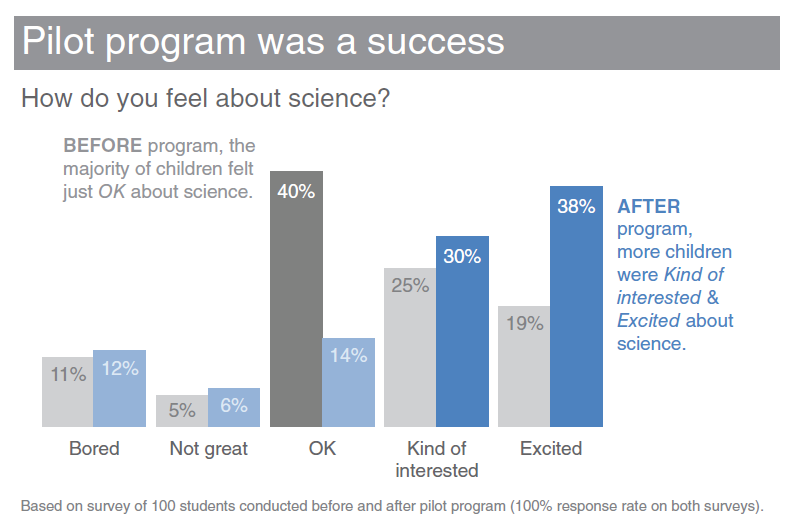 Pilot program was a success
How do you feel about science?
BEFORE program, the
majority of children felt
just OK about science.
40%
38%
AFTER
program,
more children
were Kind of
interested &
Excited about
science.
30%
25%
19%
14%
11%
12%
5%
6%
Bored
Not great
OK
Kind of
interested
Excited
Based on survey of 100 students conducted before and after pilot program (100% response rate on both surveys).